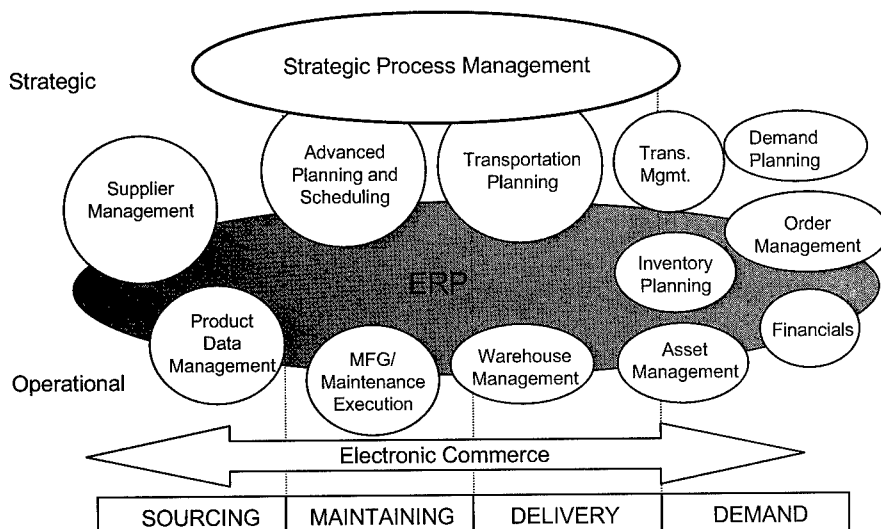 Strategic Process Management
Strategic
Supplier
Management
Advanced
Planning and
Scheduling
Transportation
Planning
Trans.
Mgmt.
Demand
Planning
Order
Management
ERP
Inventory
Planning
Product
Data
Management
MFG/
Maintenance
Execution
Warehouse
Management
Asset
Management
Financials
Operational
Electronic Commerce
SOURCING
MAINTAINING
DELIVERY
DEMAND